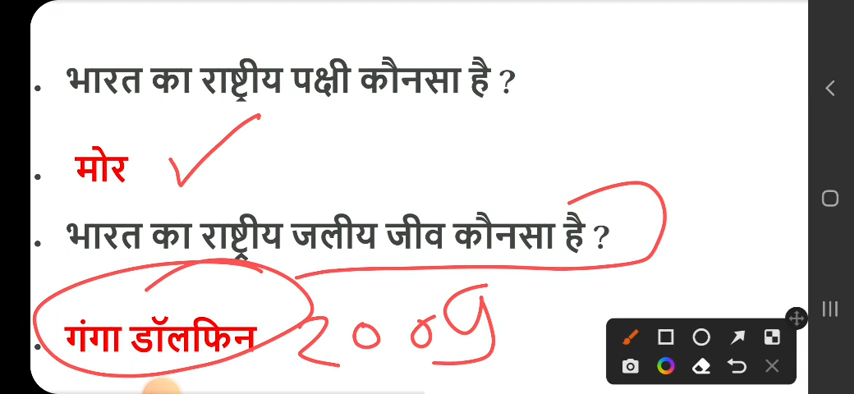 . भारत का राष्ट्रीय पक्षी कौनसा है ?
. मोर
. भारत का राष्ट्रीय जलीय जीव कौनसा है ?
. गंगा डॉलफिन 2009